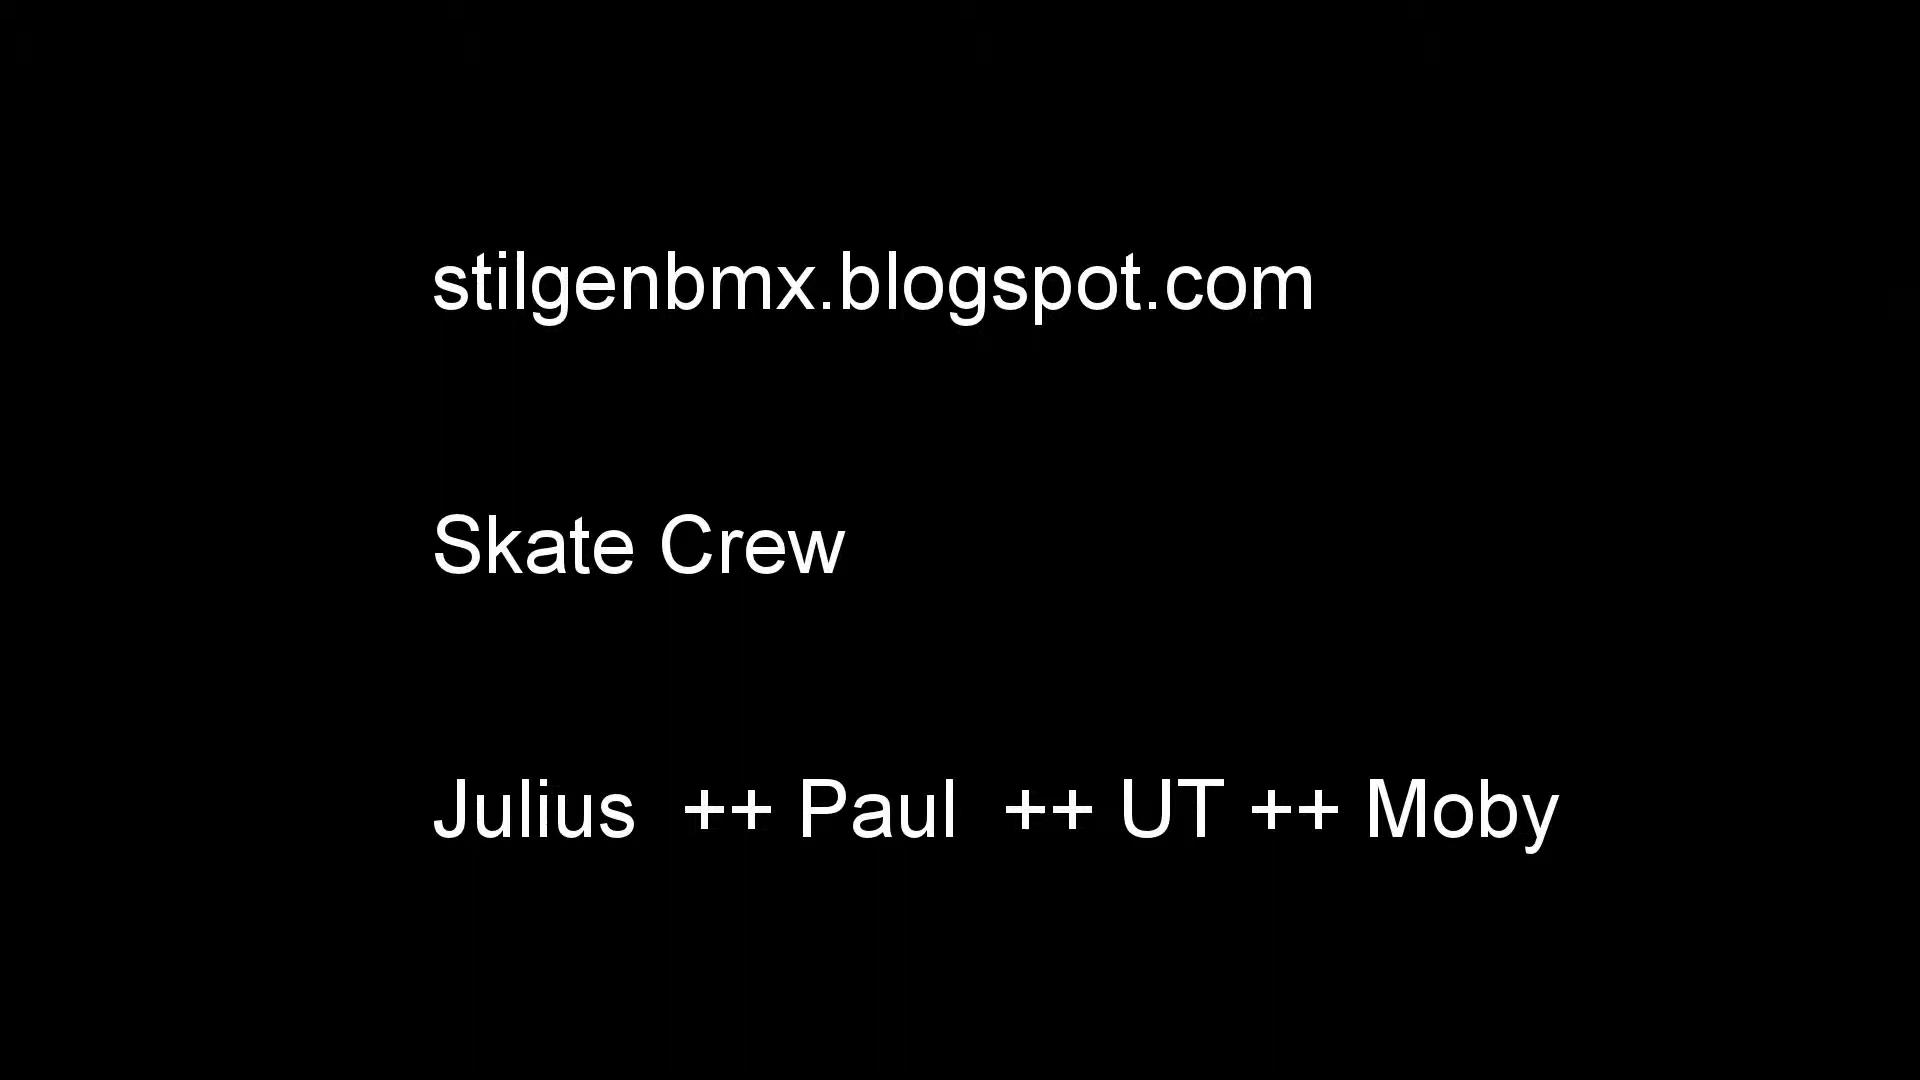 stilgenbmx.blogspot.com
Skate Crew
Julius  ++ Paul  ++ UT ++ Moby